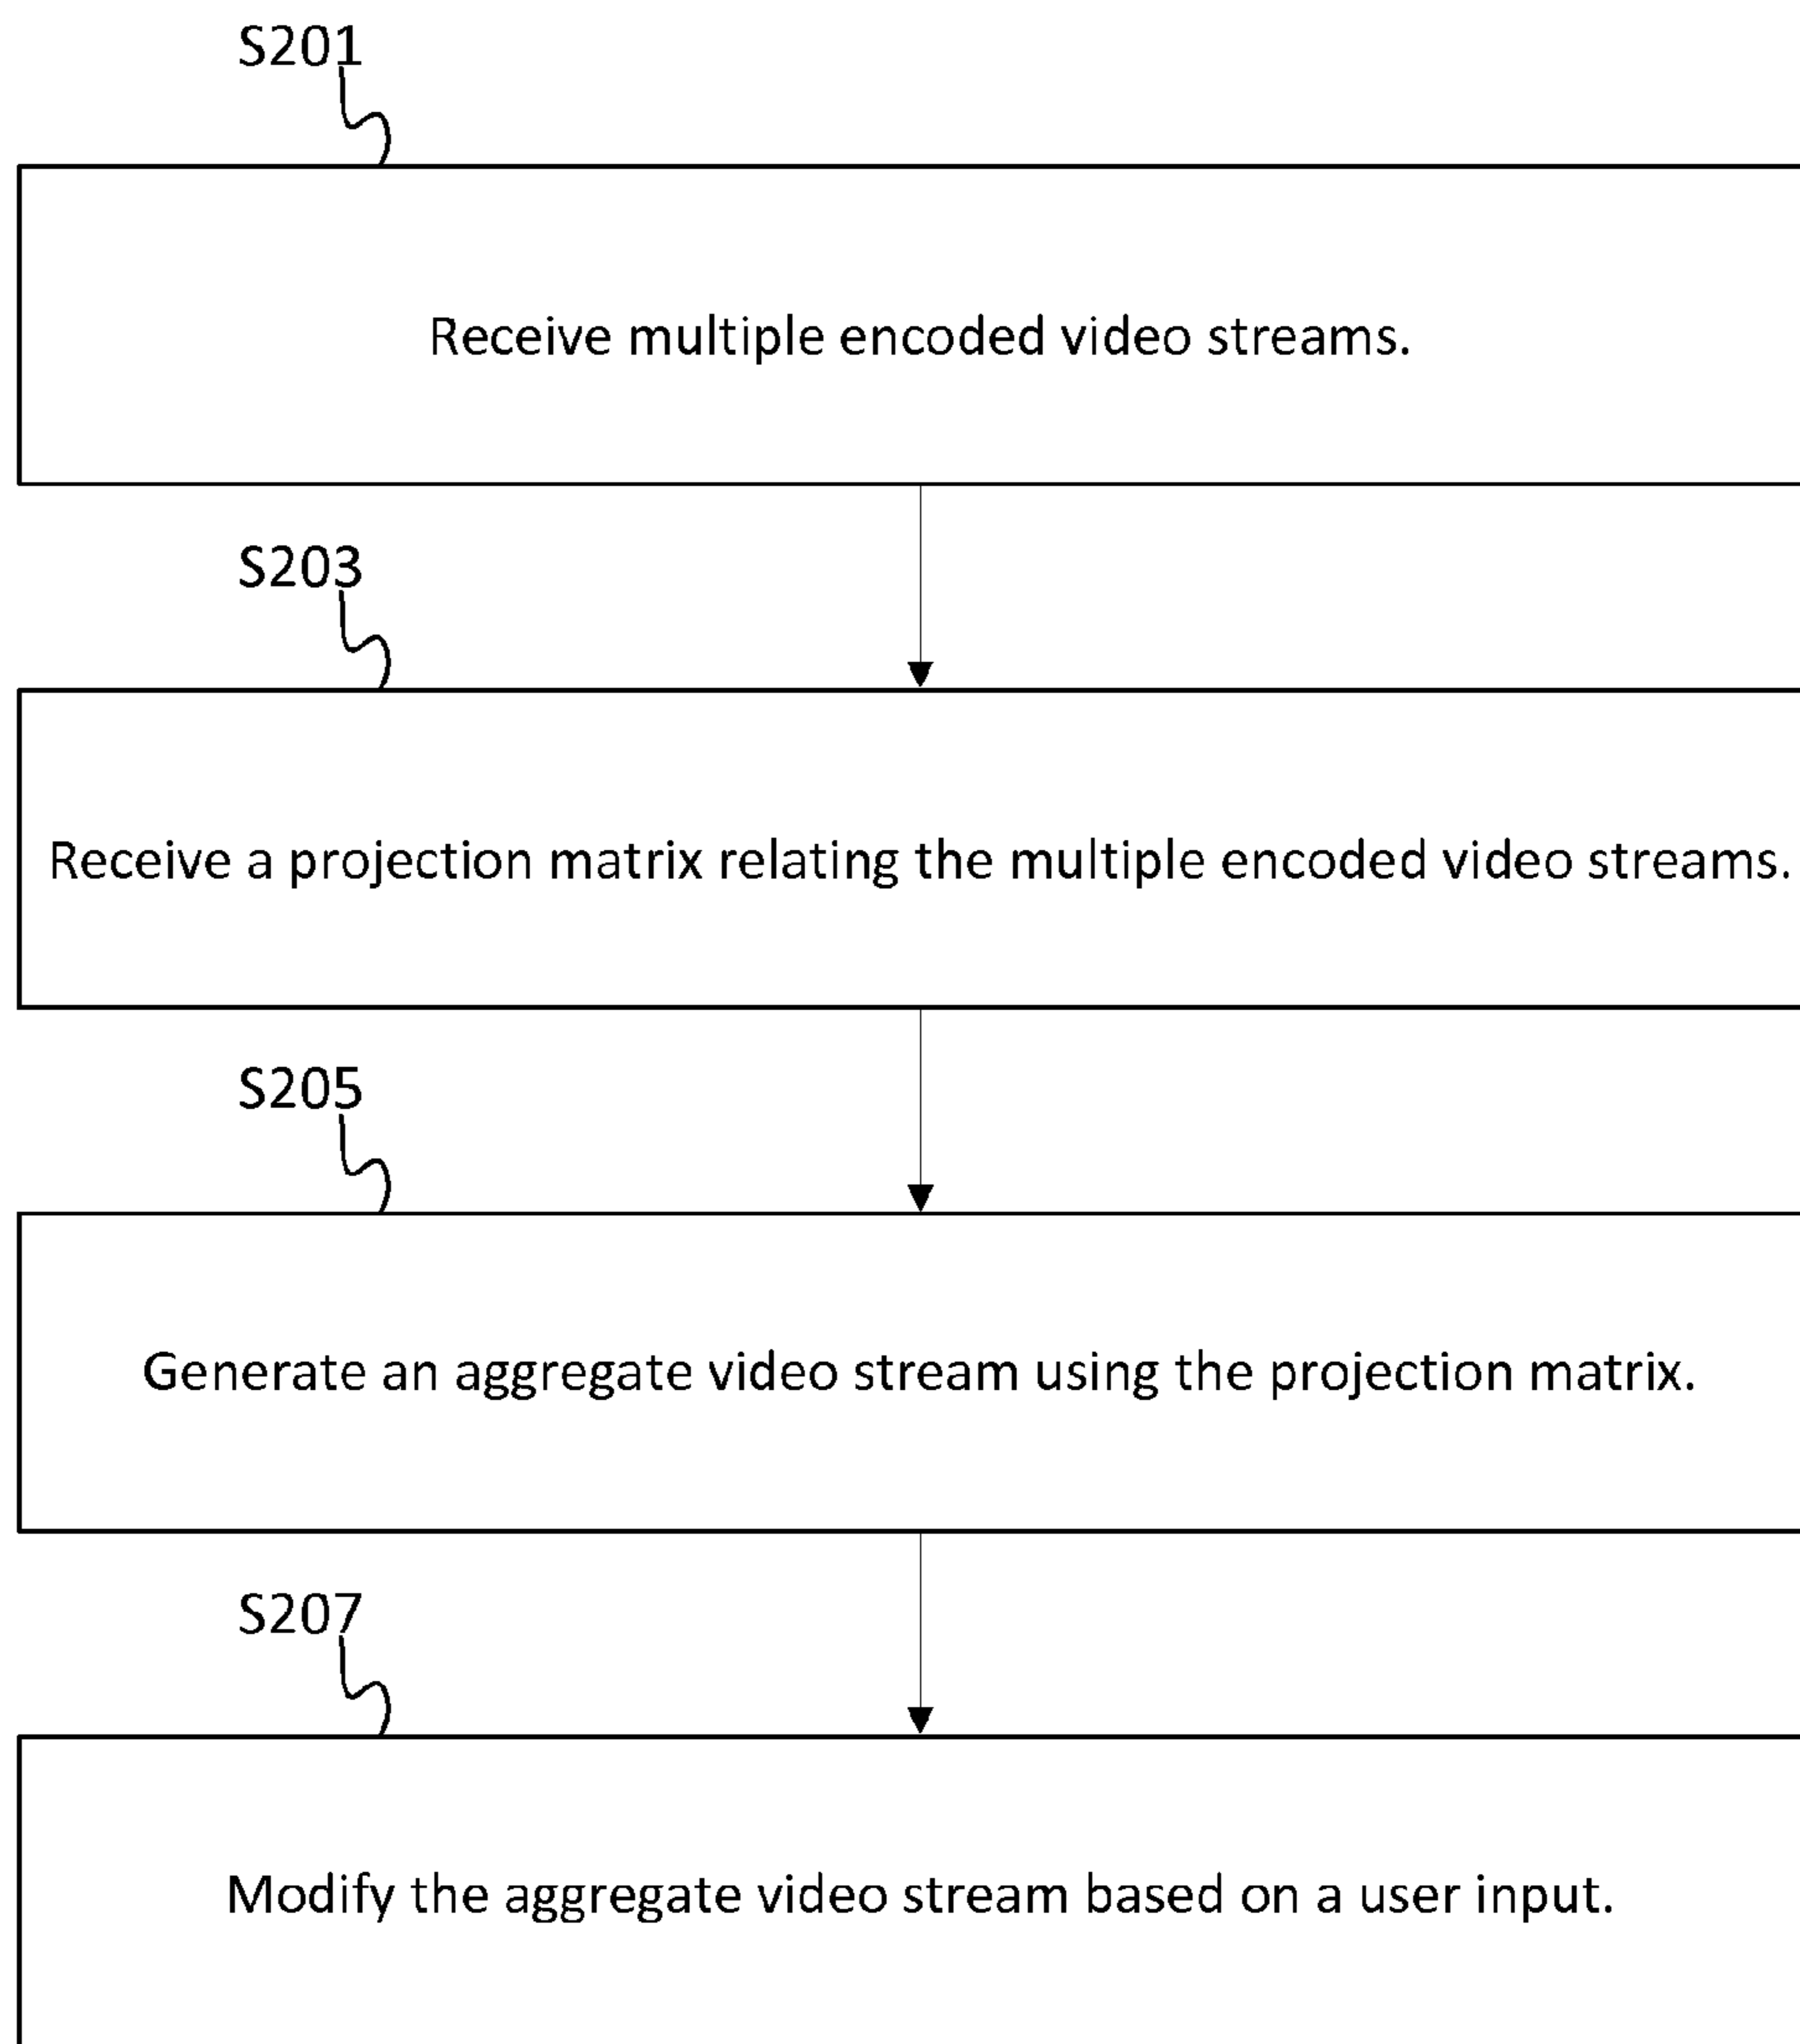 S201
Receive multiple encoded video streams.
S203
Receive a projection matrix relating the multiple encoded video streams.
S205
Generate an aggregate video stream using the projection matrix.
S207
Modify the aggregate video stream based on a user input.